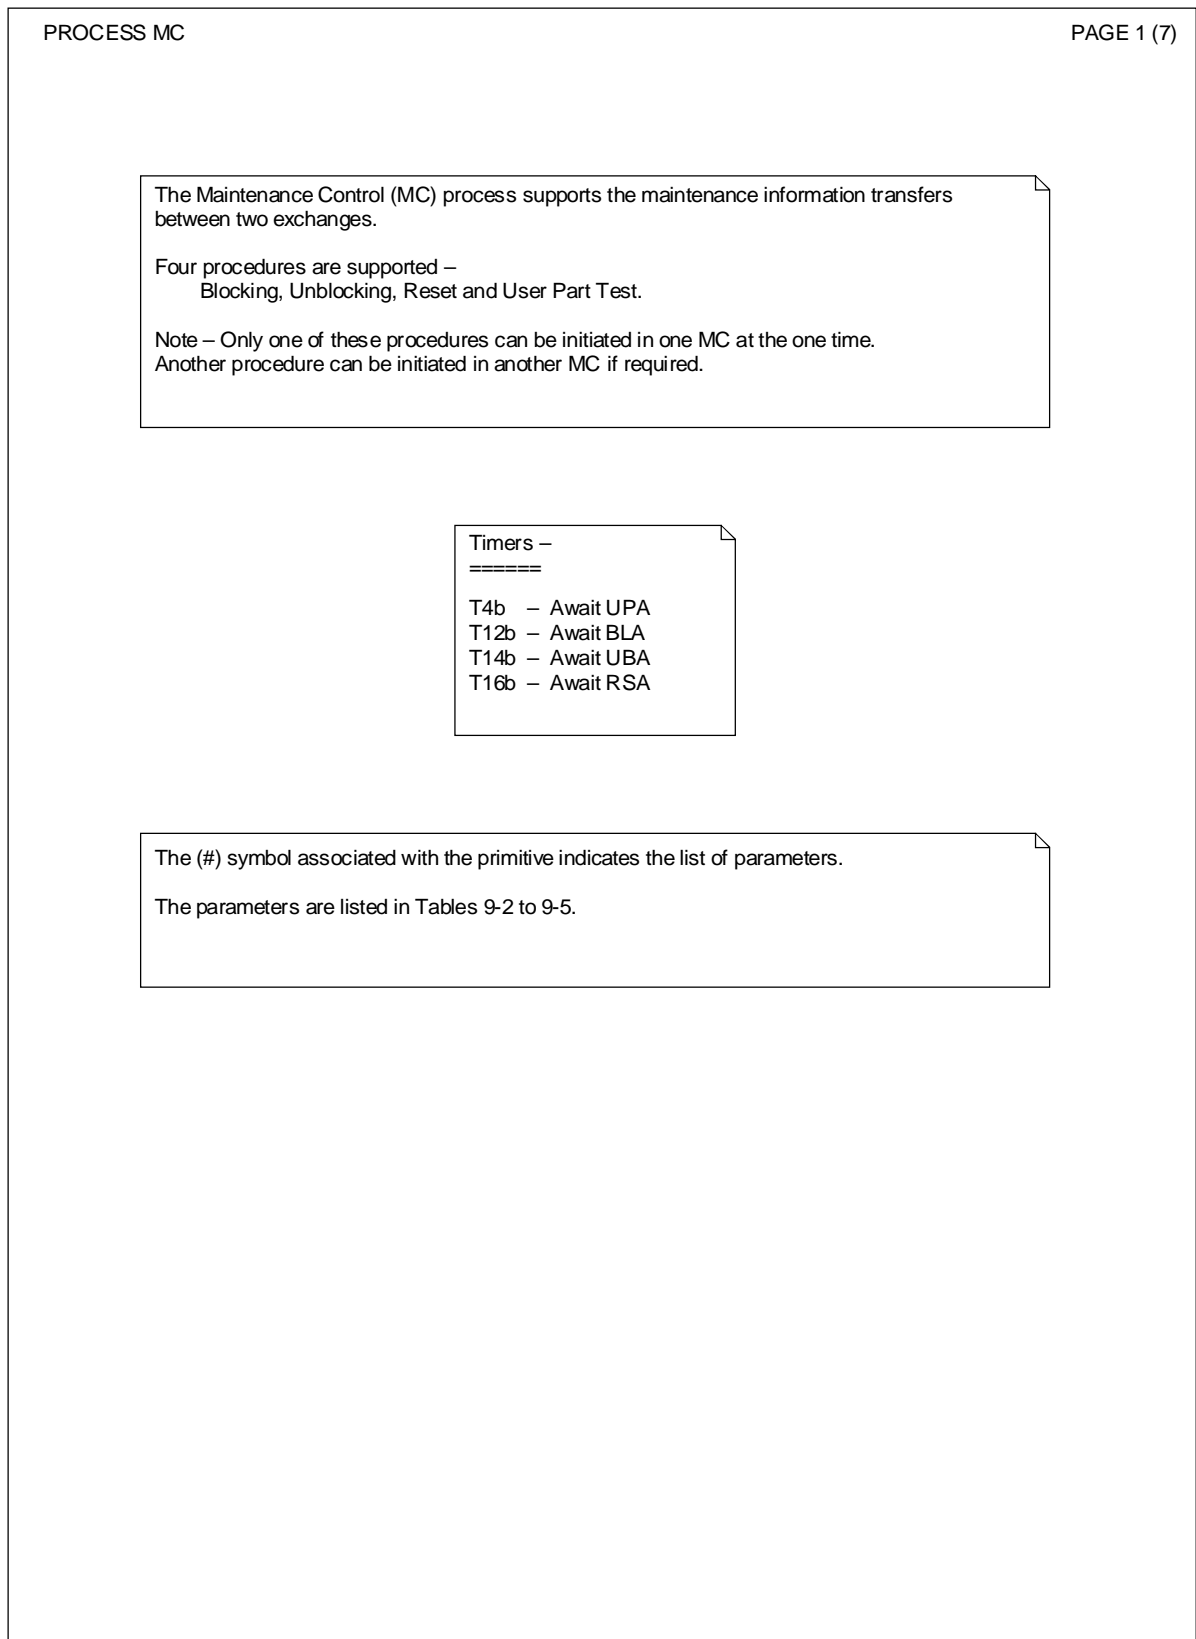 PROCESS MC PAGE 1 (7)
The Maintenance Control (MC) process supports the maintenance information transfers
between two exchanges.
Four procedures are supported –
Blocking, Unblocking, Reset and User Part Test.
Note – Only one of these procedures can be initiated in one MC at the one time.
Another procedure can be initiated in another MC if required.
Timers –
======
T4b – Await UPA
T12b – Await BLA
T14b – Await UBA
T16b – Await RSA
The (#) symbol associated with the primitive indicates the list of parameters.
The parameters are listed in Tables 9-2 to 9-5.